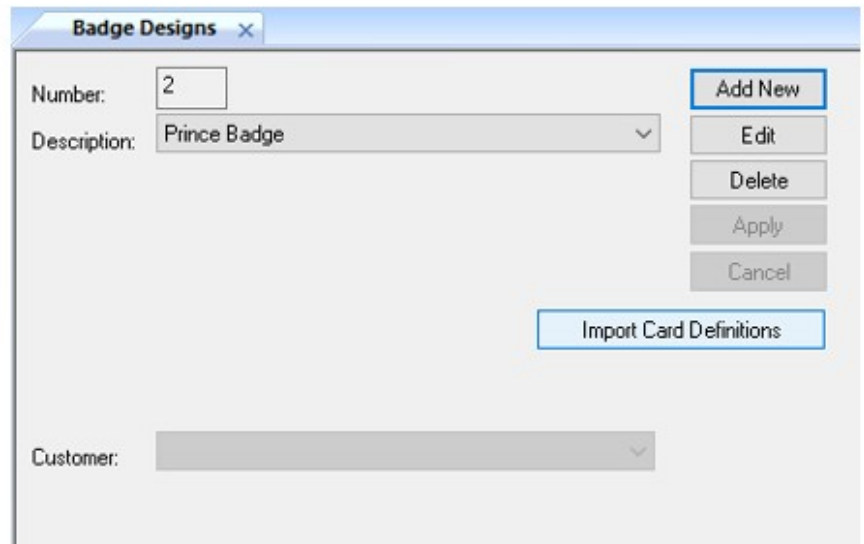 Badge Designs
Number: 2
Add New
Description: Prince Badge
Edit
Delete
Apply
Cancel
Import Card Definitions
Customer: